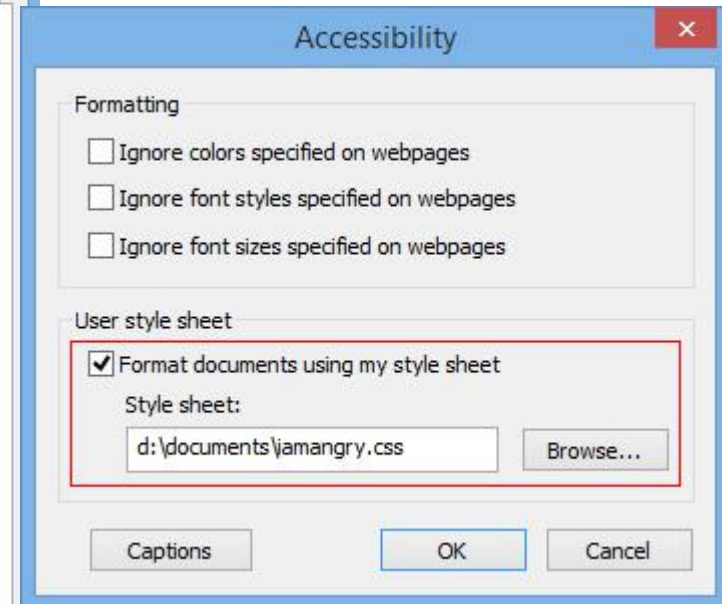 Accessibility
Formatting
Ignore colors specified on webpages
Ignore font styles specified on webpages
Ignore font sizes specified on webpages
User style sheet
Format documents using my style sheet
Style sheet:
d:\documents\iamangry.css
Browse...
Captions
OK
Cancel